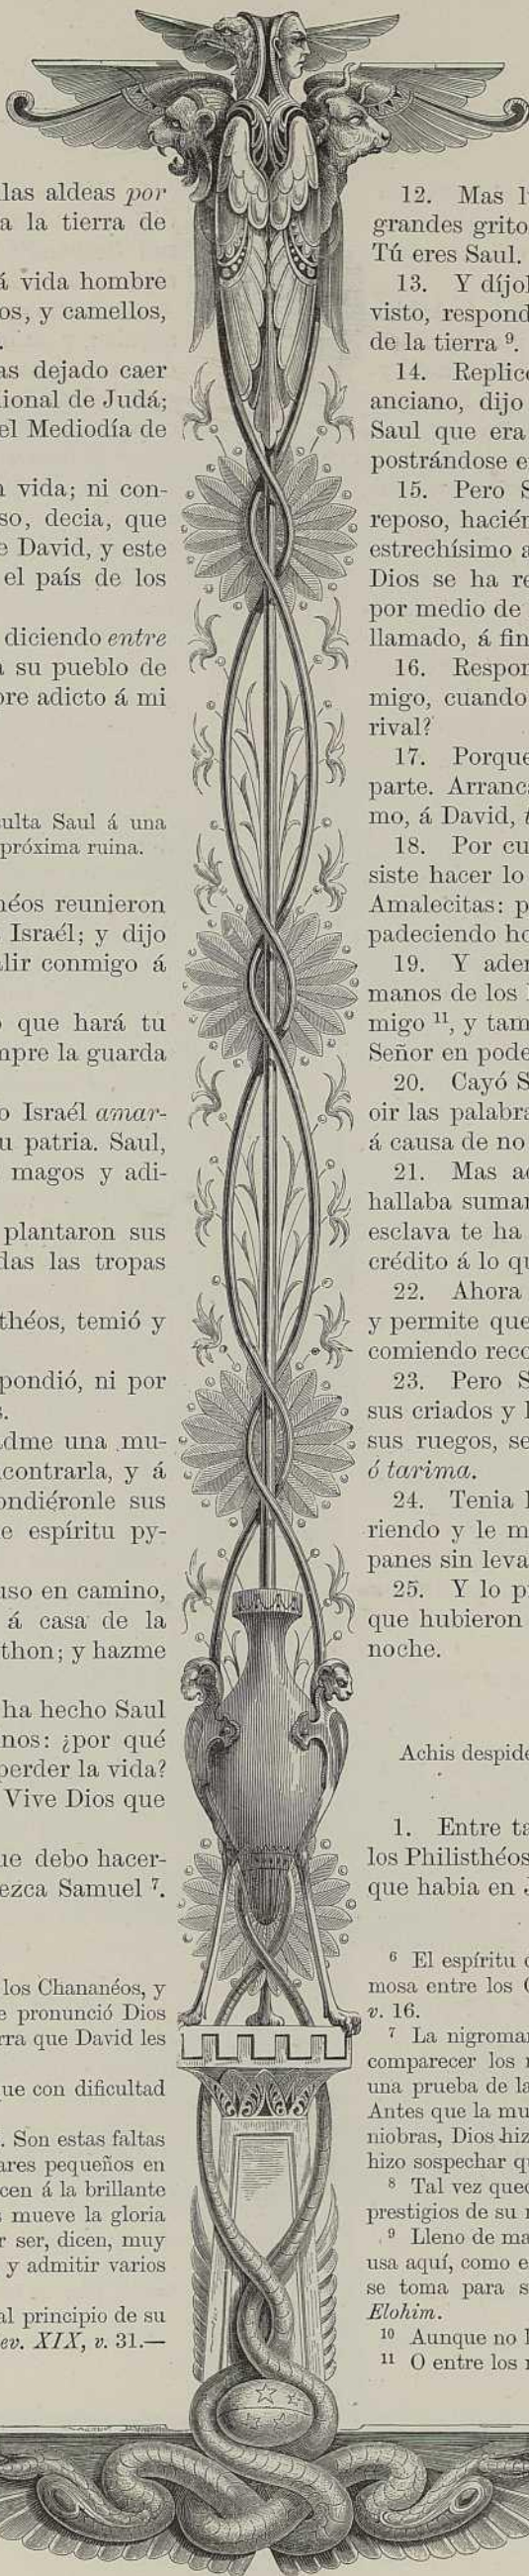 las aldeas por
a la tierra de
á vida hombre
os, y camellos,
as dejado caer
ional de Judá;
el Mediodía de
a vida; ni con-
so, decia, que
e David, y este
el país de los
diciendo entre
a su pueblo de
bre adicto á mi
ulta Saul á una
próxima ruina.
héos reunieron
Israél; y dijo
lir conmigo á
o que hará tu
mpre la guarda
o Israél amar-
u patria. Saul,
magos y adi-
plantaron sus
das las tropas
théos, temió y
pondió, ni por
s.
dme una mu-
contrarla, y á
ondiéronle sus
e espíritu py-
uso en camino,
á casa de la
thon; y hazme
ha hecho Saul
nos: ¿por qué
perder la vida?
Vive Dios que
ue debo hacer-
ezca Samuel 7.
los Chananéos, y
e pronunció Dios
rra que David les
que con dificultad
. Son estas faltas
ares pequeños en
cen á la brillante
s mueve la gloria
r ser, dicen, muy
y admitir varios
al principio de su
ev. XIX, v. 31.—
12. Mas l
grandes grito
Tú eres Saul.
13. Y díjol
visto, respond
de la tierra 9.
14. Replicó
anciano, dijo
Saul que era
postrándose e
15. Pero S
reposo, hacién
estrechísimo a
Dios se ha re
por medio de
llamado, á fin
16. Respon
migo, cuando
rival?
17. Porque
parte. Arranca
mo, á David, t
18. Por cu
siste hacer lo
Amalecitas: p
padeciendo ho
19. Y ader
manos de los
migo 11, y tam
Señor en pode
20. Cayó S
oir las palabra
á causa de no
21. Mas ac
hallaba suma
esclava te ha
crédito á lo qu
22. Ahora
y permite que
comiendo reco
23. Pero S
sus criados y l
sus ruegos, se
ó tarima.
24. Tenia l
riendo y le m
panes sin leva
25. Y lo p
que hubieron
noche.
Achis despide
1. Entre ta
los Philisthéos
que habia en
6 El espíritu d
mosa entre los C
v. 16.
7 La nigroman
comparecer los
una prueba de la
Antes que la mu
niobras, Dios hiz
hizo sospechar qu
8 Tal vez qued
prestigios de su
9 Lleno de ma
usa aquí, como e
se toma para s
Elohim.
10 Aunque no
11 O entre los